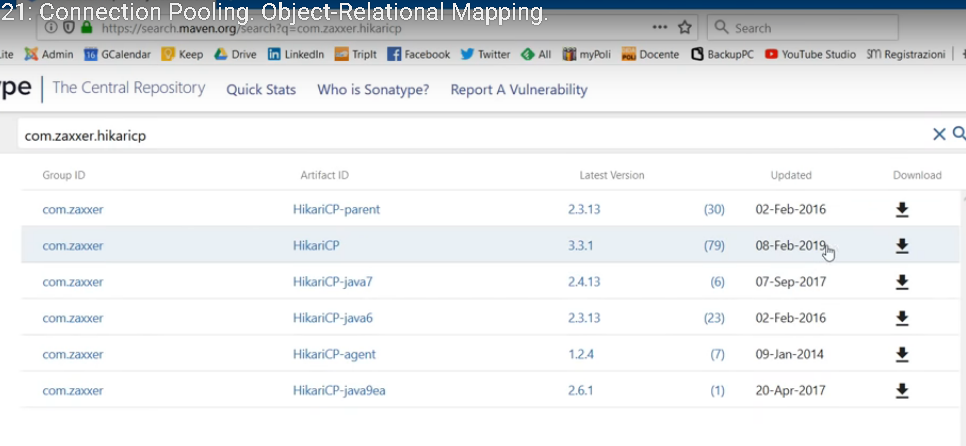 21: Connection Pooling. Object-Relational Mapping.
https://search.maven.org/search?q=com.zaxxer.hikaricp
Search
ite Admin GCalendar Keep Drive LinkedIn TripIt Facebook Twitter All myPoli Docente BackupPC YouTube Studio Registrazioni
pe The Central Repository Quick Stats Who is Sonatype? Report A Vulnerability
com.zaxxer.hikaricp
Group ID Artifact ID Latest Version Updated Download
com.zaxxer HikariCP-parent 2.3.13 (30) 02-Feb-2016
com.zaxxer HikariCP 3.3.1 (79) 08-Feb-2019
com.zaxxer HikariCP-java7 2.4.13 (6) 07-Sep-2017
com.zaxxer HikariCP-java6 2.3.13 (23) 02-Feb-2016
com.zaxxer HikariCP-agent 1.2.4 (7) 09-Jan-2014
com.zaxxer HikariCP-java9ea 2.6.1 (1) 20-Apr-2017